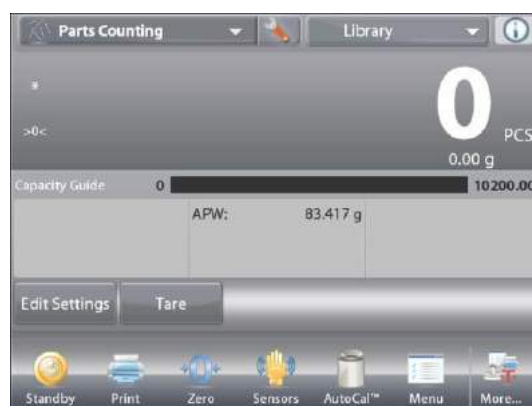 Parts Counting
Library
*
0
>0<
PCS
0.00 g
Capacity Guide 0 10200.00
APW: 83.417 g
Edit Settings Tare
Standby Print Zero Sensors AutoCal™ Menu More...